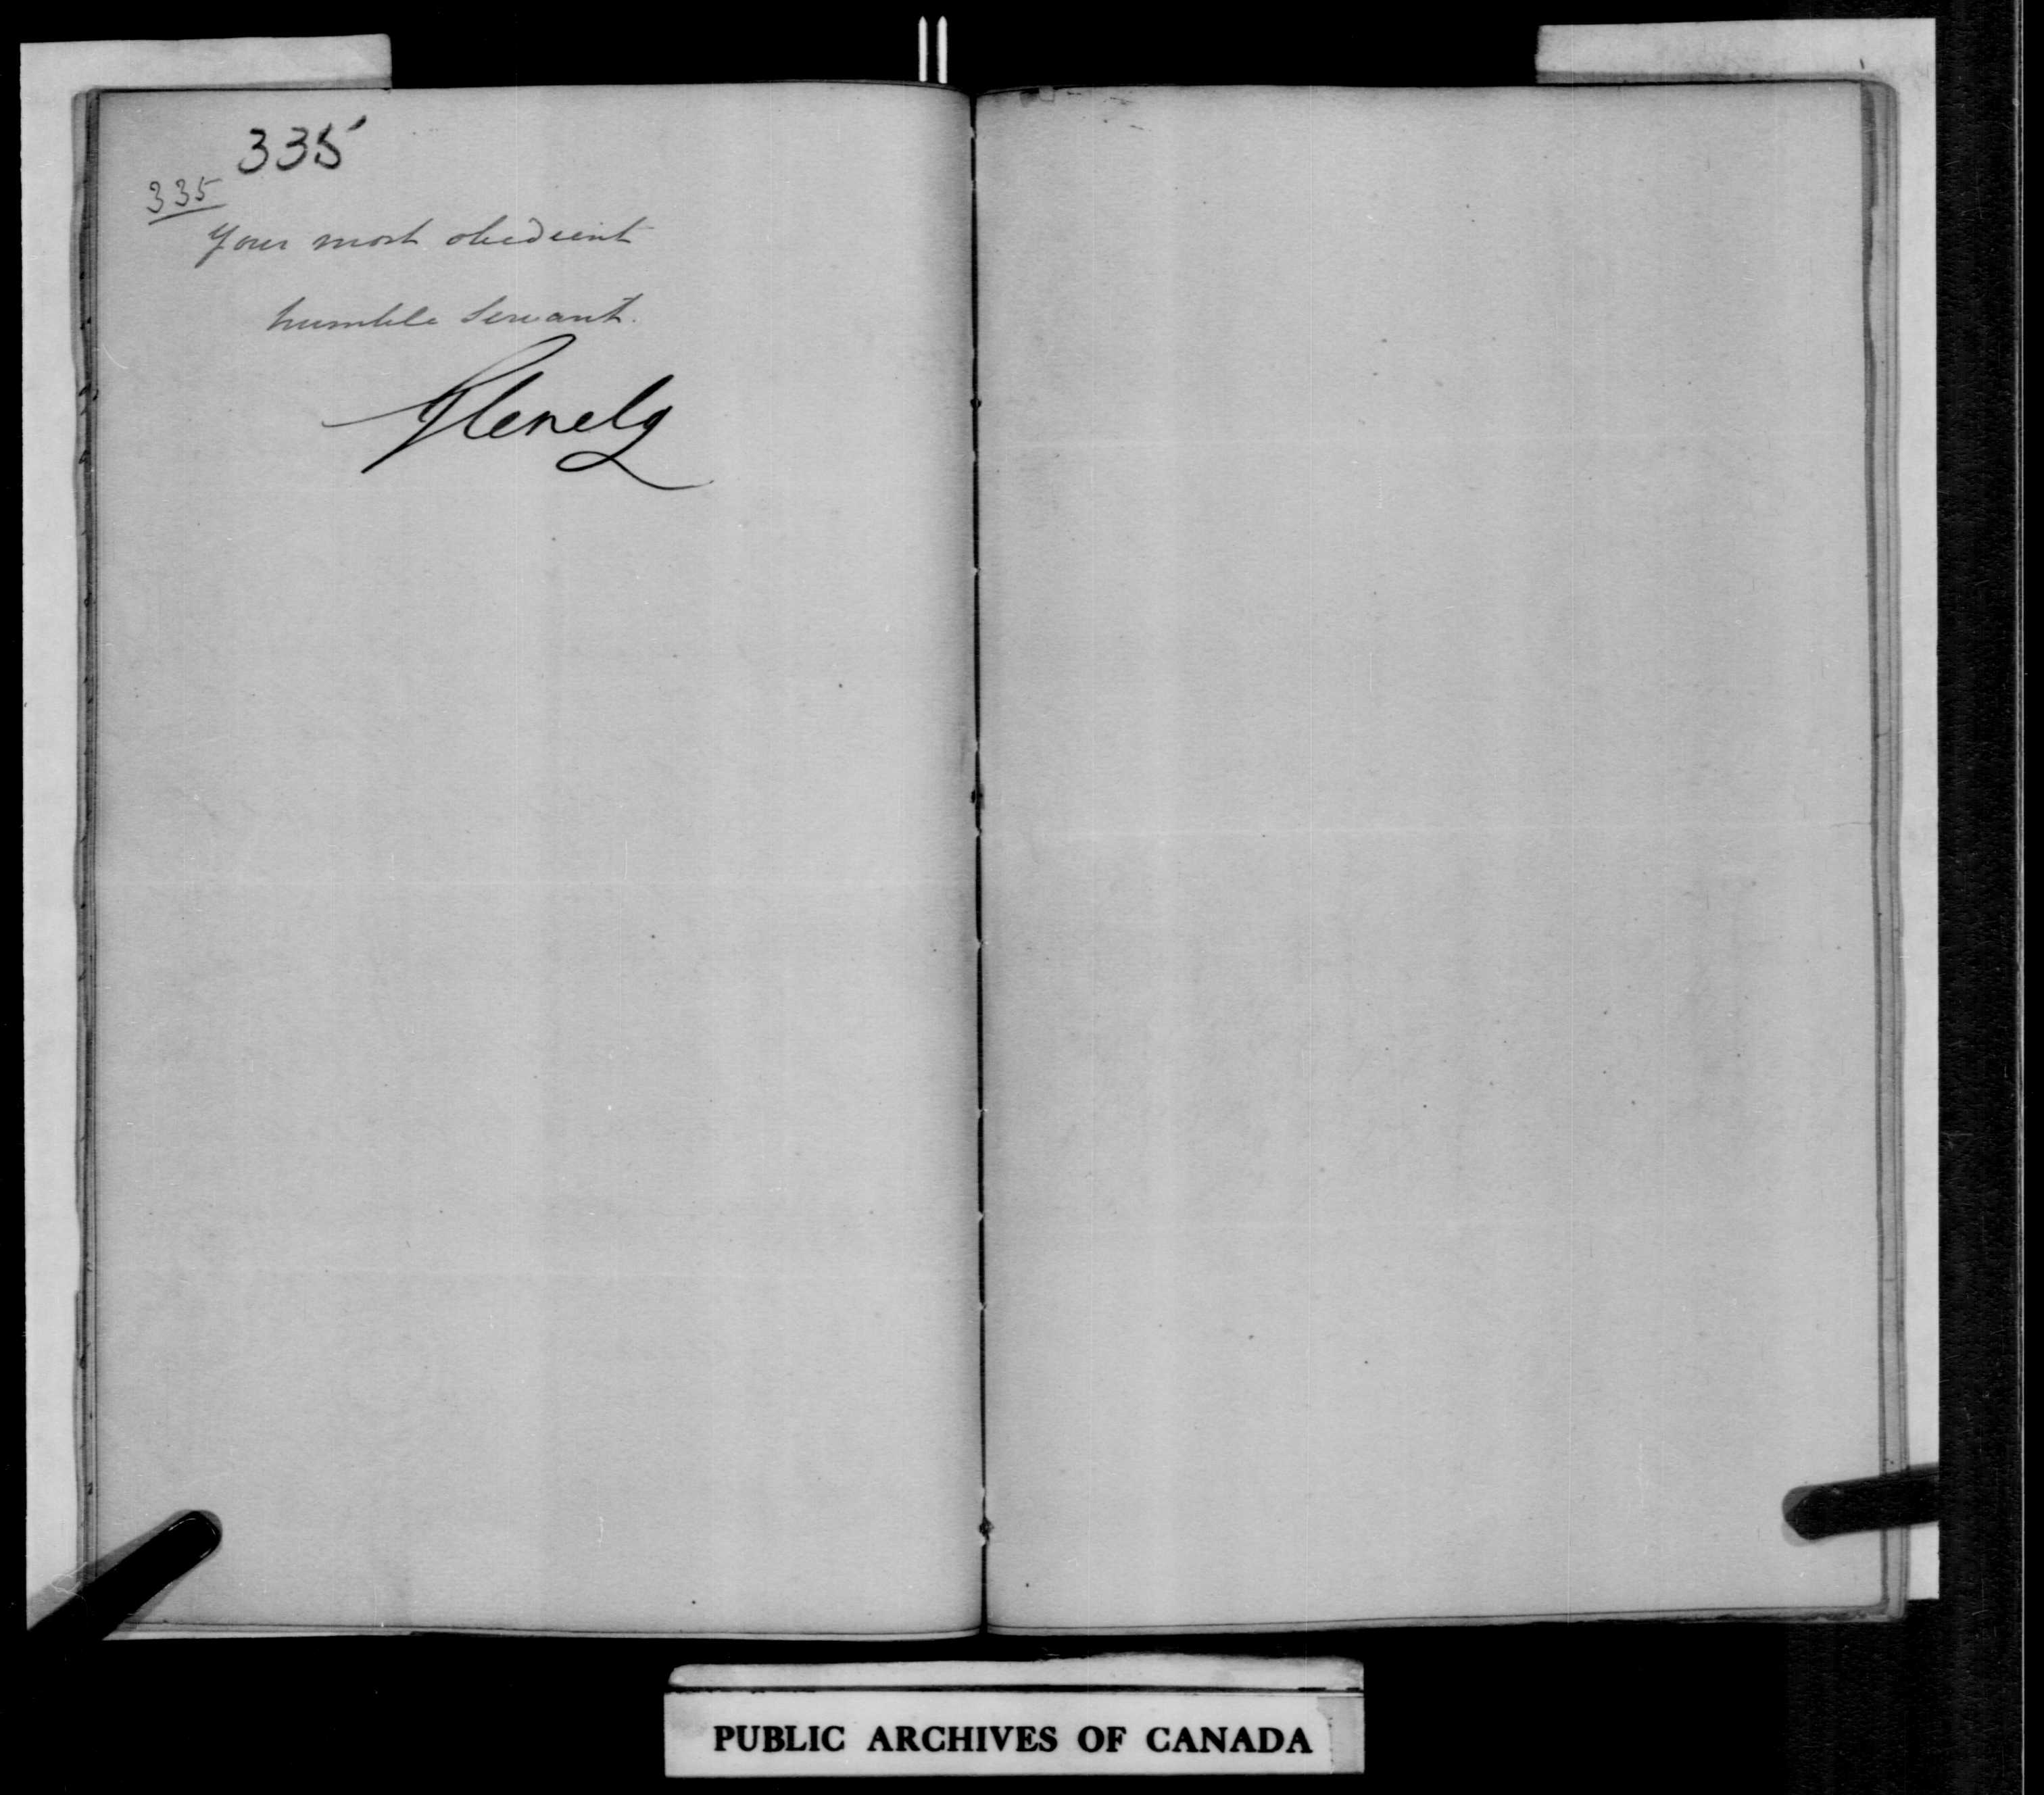 335
335
Your most obedient
humble Servant.
Glenelg
PUBLIC ARCHIVES OF CANADA